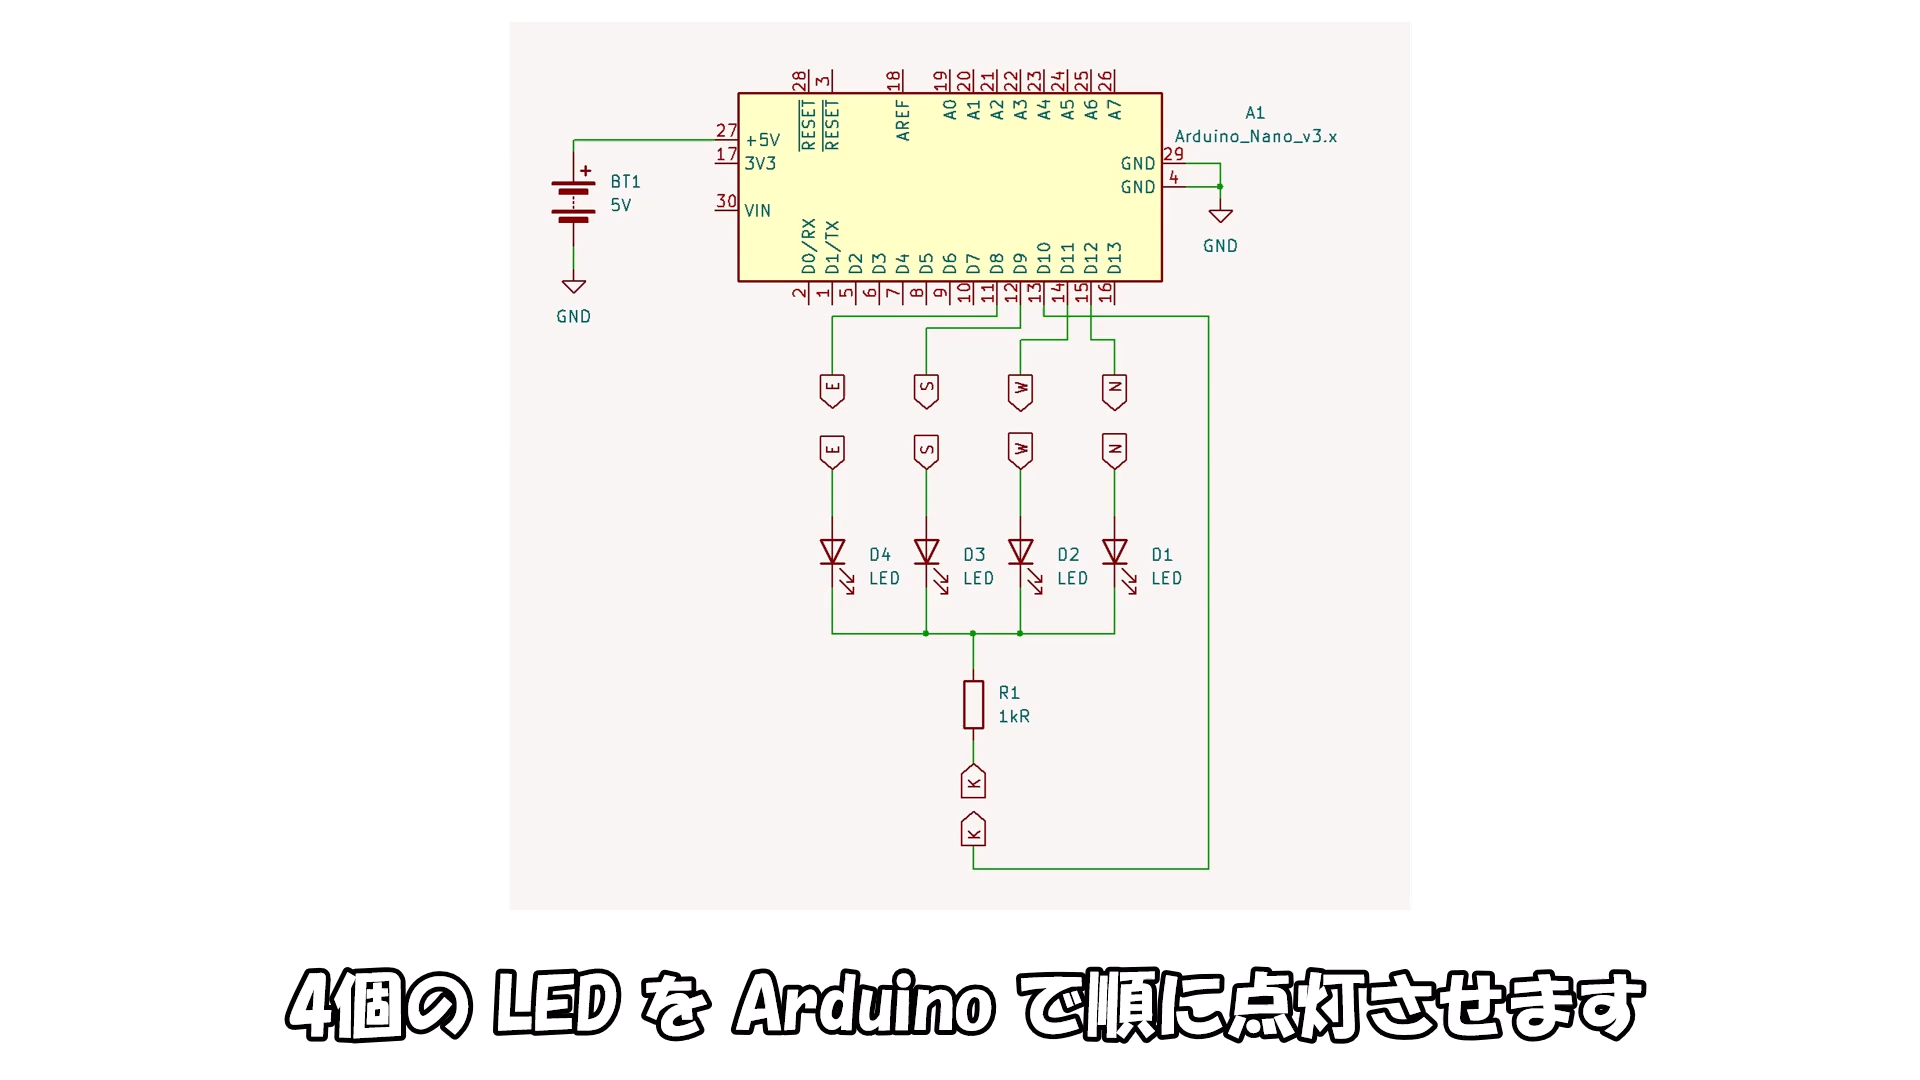 28 3 18 19 20 21 22 23 24 25 26
RESET RESET AREF A0 A1 A2 A3 A4 A5 A6 A7
A1
Arduino_Nano_v3.x
27 +5V
17 3V3
30 VIN
GND 29
GND 4
GND
+
BT1
5V
GND
D0/RX D1/TX D2 D3 D4 D5 D6 D7 D8 D9 D10 D11 D12 D13
2 1 5 6 7 8 9 10 11 12 13 14 15 16
E S W N
E S W N
D4 D3 D2 D1
LED LED LED LED
R1
1kR
K
K
4個の LED を Arduino で順に点灯させます